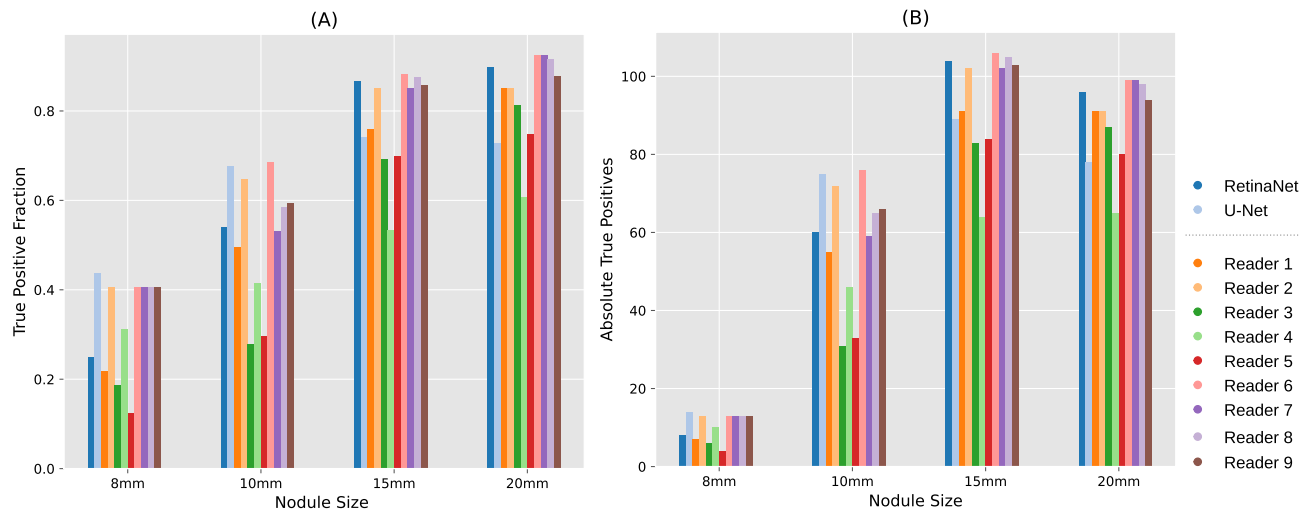 (A)
True Positive Fraction
0.8
0.6
0.4
0.2
0.0
8mm 10mm 15mm 20mm
Nodule Size
(B)
Absolute True Positives
100
80
60
40
20
0
8mm 10mm 15mm 20mm
Nodule Size
RetinaNet
U-Net
Reader 1
Reader 2
Reader 3
Reader 4
Reader 5
Reader 6
Reader 7
Reader 8
Reader 9